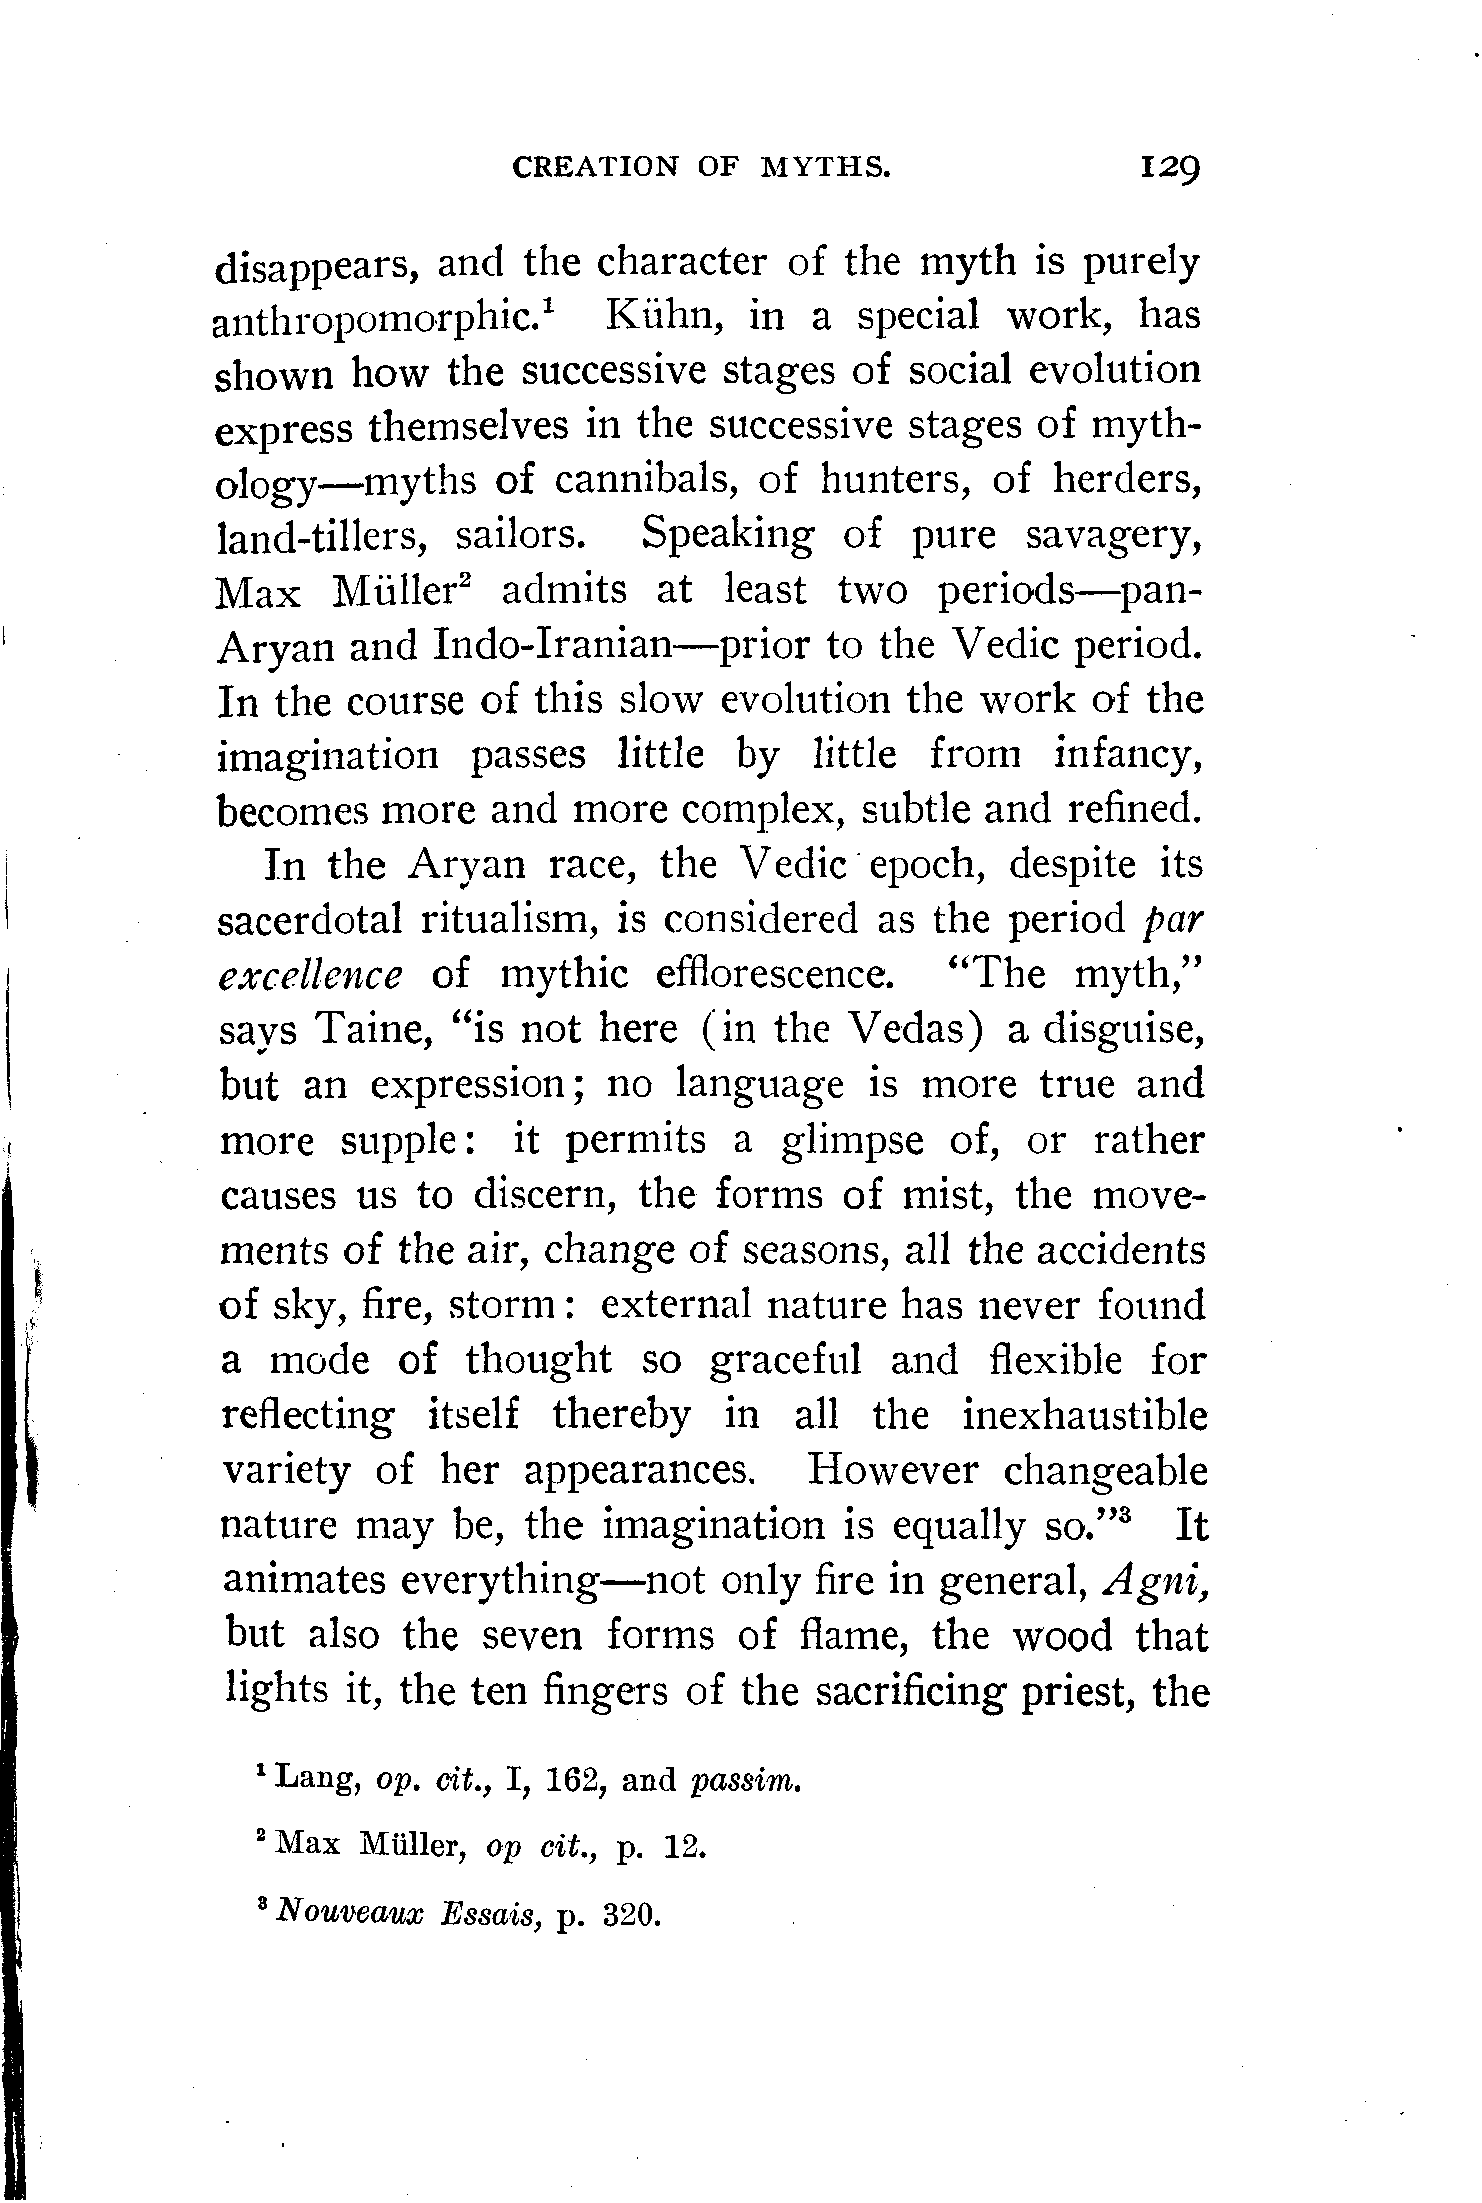 CREATION OF MYTHS. 129
disappears, and the character of the myth is purely
anthropomorphic.¹ Kühn, in a special work, has
shown how the successive stages of social evolution
express themselves in the successive stages of myth-
ology—myths of cannibals, of hunters, of herders,
land-tillers, sailors. Speaking of pure savagery,
Max Müller² admits at least two periods—pan-
Aryan and Indo-Iranian—prior to the Vedic period.
In the course of this slow evolution the work of the
imagination passes little by little from infancy,
becomes more and more complex, subtle and refined.
In the Aryan race, the Vedic epoch, despite its
sacerdotal ritualism, is considered as the period par
excellence of mythic efflorescence. “The myth,”
says Taine, “is not here (in the Vedas) a disguise,
but an expression; no language is more true and
more supple: it permits a glimpse of, or rather
causes us to discern, the forms of mist, the move-
ments of the air, change of seasons, all the accidents
of sky, fire, storm: external nature has never found
a mode of thought so graceful and flexible for
reflecting itself thereby in all the inexhaustible
variety of her appearances. However changeable
nature may be, the imagination is equally so.”³ It
animates everything—not only fire in general, Agni,
but also the seven forms of flame, the wood that
lights it, the ten fingers of the sacrificing priest, the
¹ Lang, op. cit., I, 162, and passim.
² Max Müller, op cit., p. 12.
³ Nouveaux Essais, p. 320.